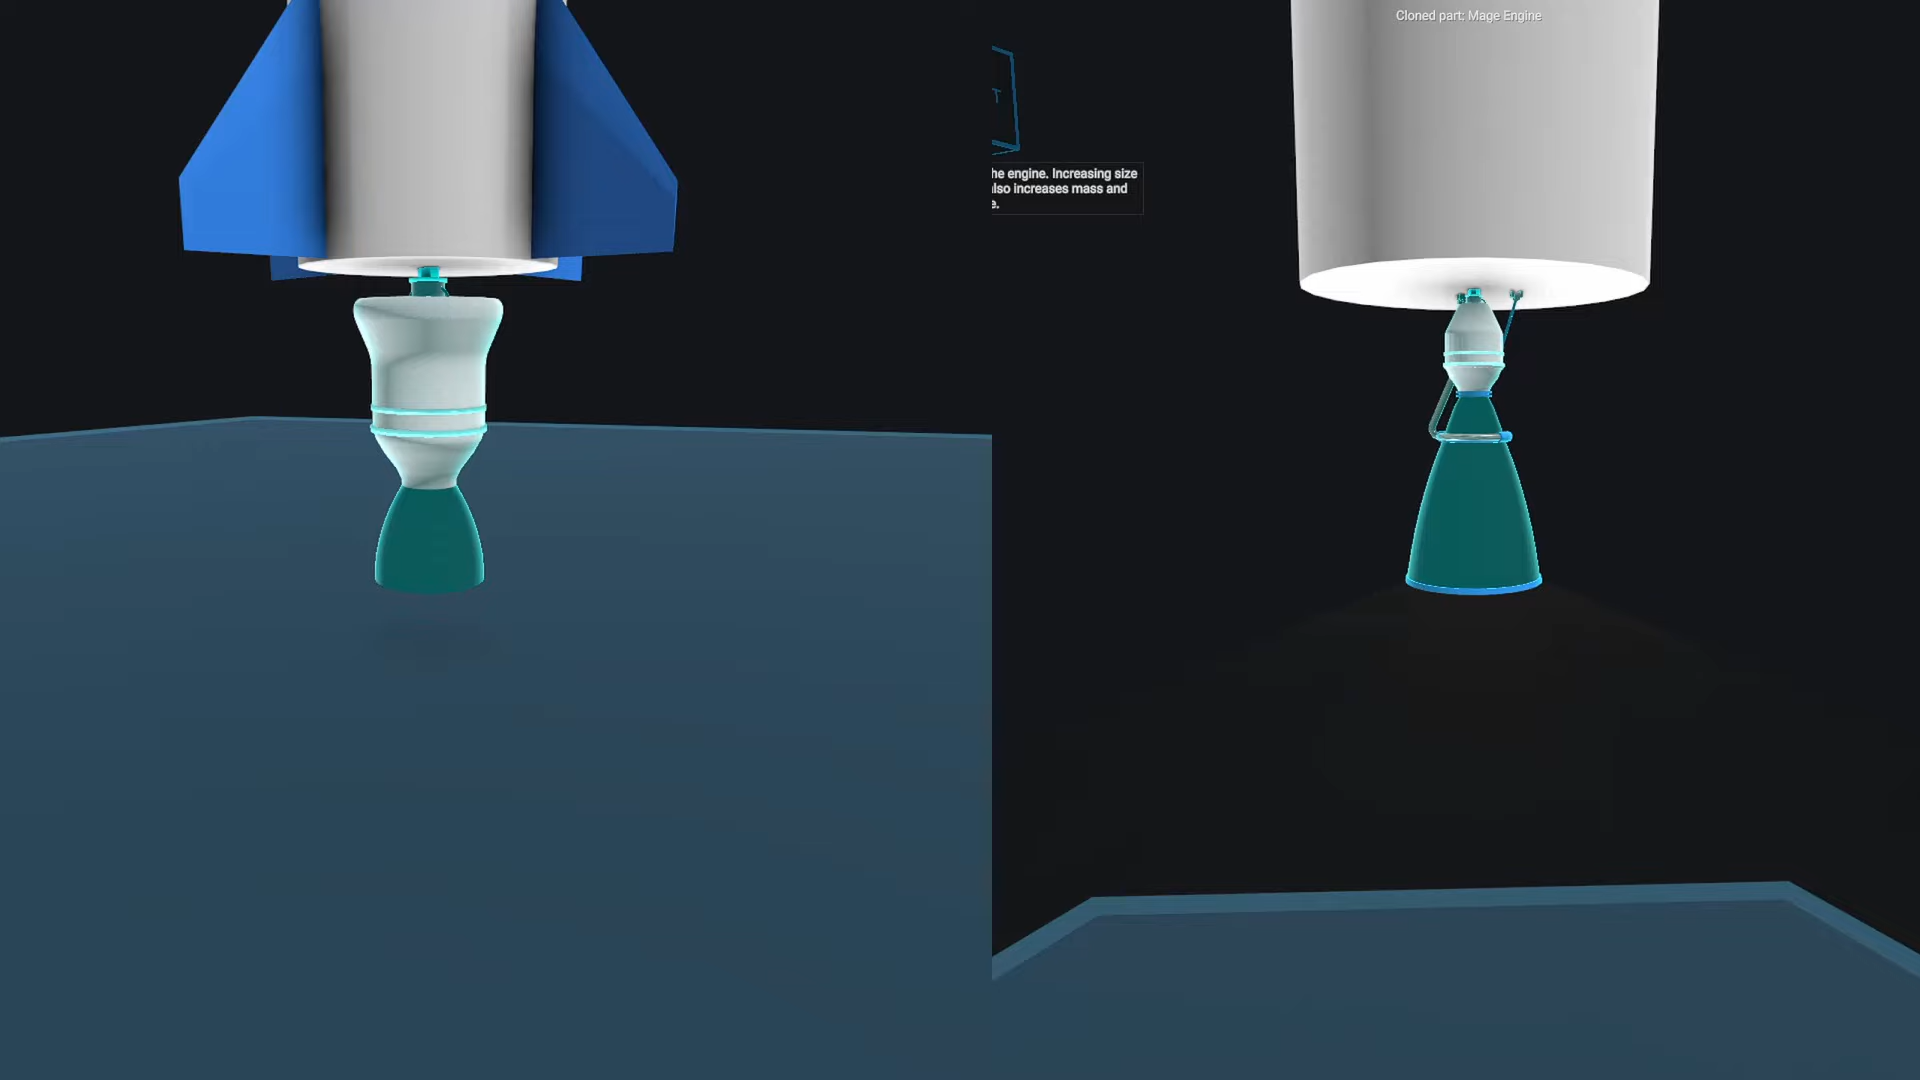 Cloned part: Mage Engine
T
he engine. Increasing size
lso increases mass and
e.